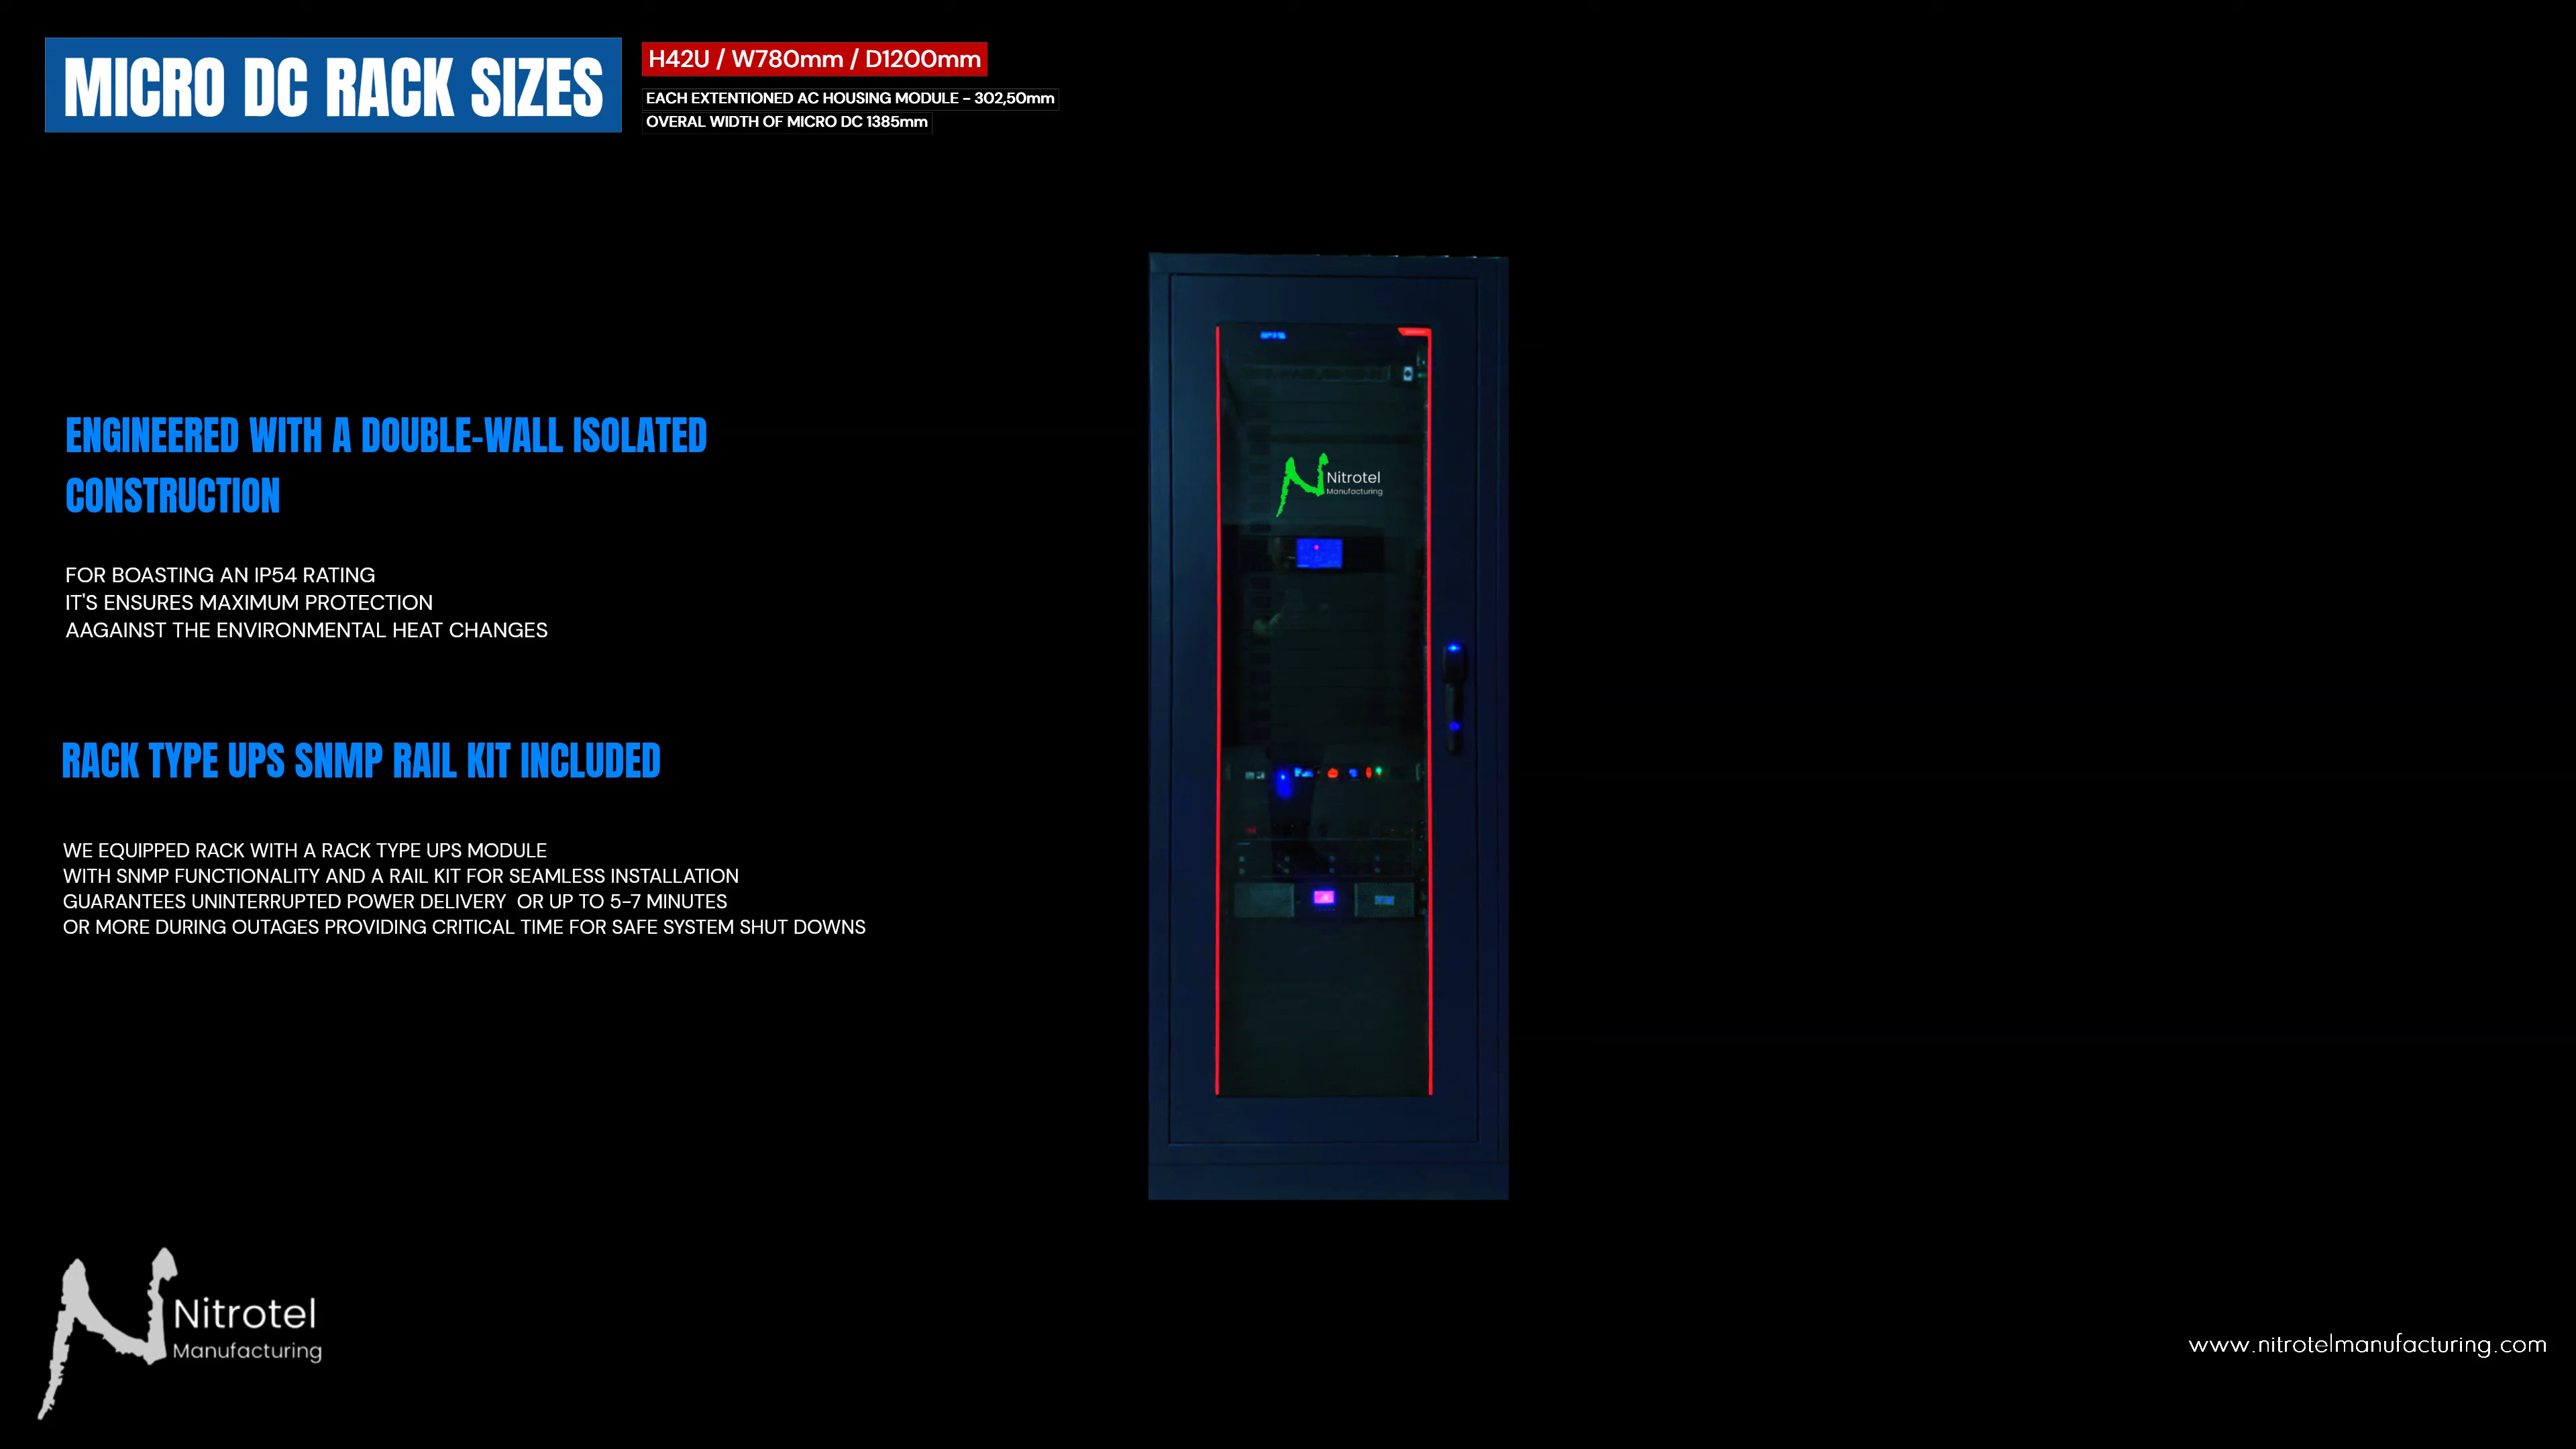 MICRO DC RACK SIZES
H42U / W780mm / D1200mm
EACH EXTENTIONED AC HOUSING MODULE - 302,50mm
OVERAL WIDTH OF MICRO DC 1385mm
ENGINEERED WITH A DOUBLE-WALL ISOLATED
CONSTRUCTION
FOR BOASTING AN IP54 RATING
IT'S ENSURES MAXIMUM PROTECTION
AAGAINST THE ENVIRONMENTAL HEAT CHANGES
RACK TYPE UPS SNMP RAIL KIT INCLUDED
WE EQUIPPED RACK WITH A RACK TYPE UPS MODULE
WITH SNMP FUNCTIONALITY AND A RAIL KIT FOR SEAMLESS INSTALLATION
GUARANTEES UNINTERRUPTED POWER DELIVERY  OR UP TO 5-7 MINUTES
OR MORE DURING OUTAGES PROVIDING CRITICAL TIME FOR SAFE SYSTEM SHUT DOWNS
Nitrotel
Manufacturing
Nitrotel
Manufacturing
www.nitrotelmanufacturing.com